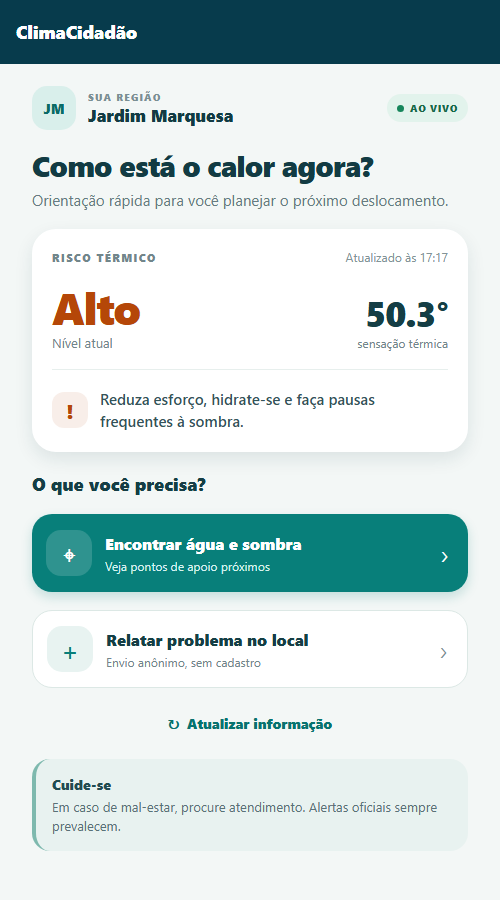 ClimaCidadão
JM
SUA REGIÃO
Jardim Marquesa
AO VIVO
Como está o calor agora?
Orientação rápida para você planejar o próximo deslocamento.
RISCO TÉRMICO
Atualizado às 17:17
Alto
Nível atual
50.3°
sensação térmica
!
Reduza esforço, hidrate-se e faça pausas
frequentes à sombra.
O que você precisa?
⌖
Encontrar água e sombra
Veja pontos de apoio próximos
›
+
Relatar problema no local
Envio anônimo, sem cadastro
›
↻ Atualizar informação
Cuide-se
Em caso de mal-estar, procure atendimento. Alertas oficiais sempre
prevalecem.